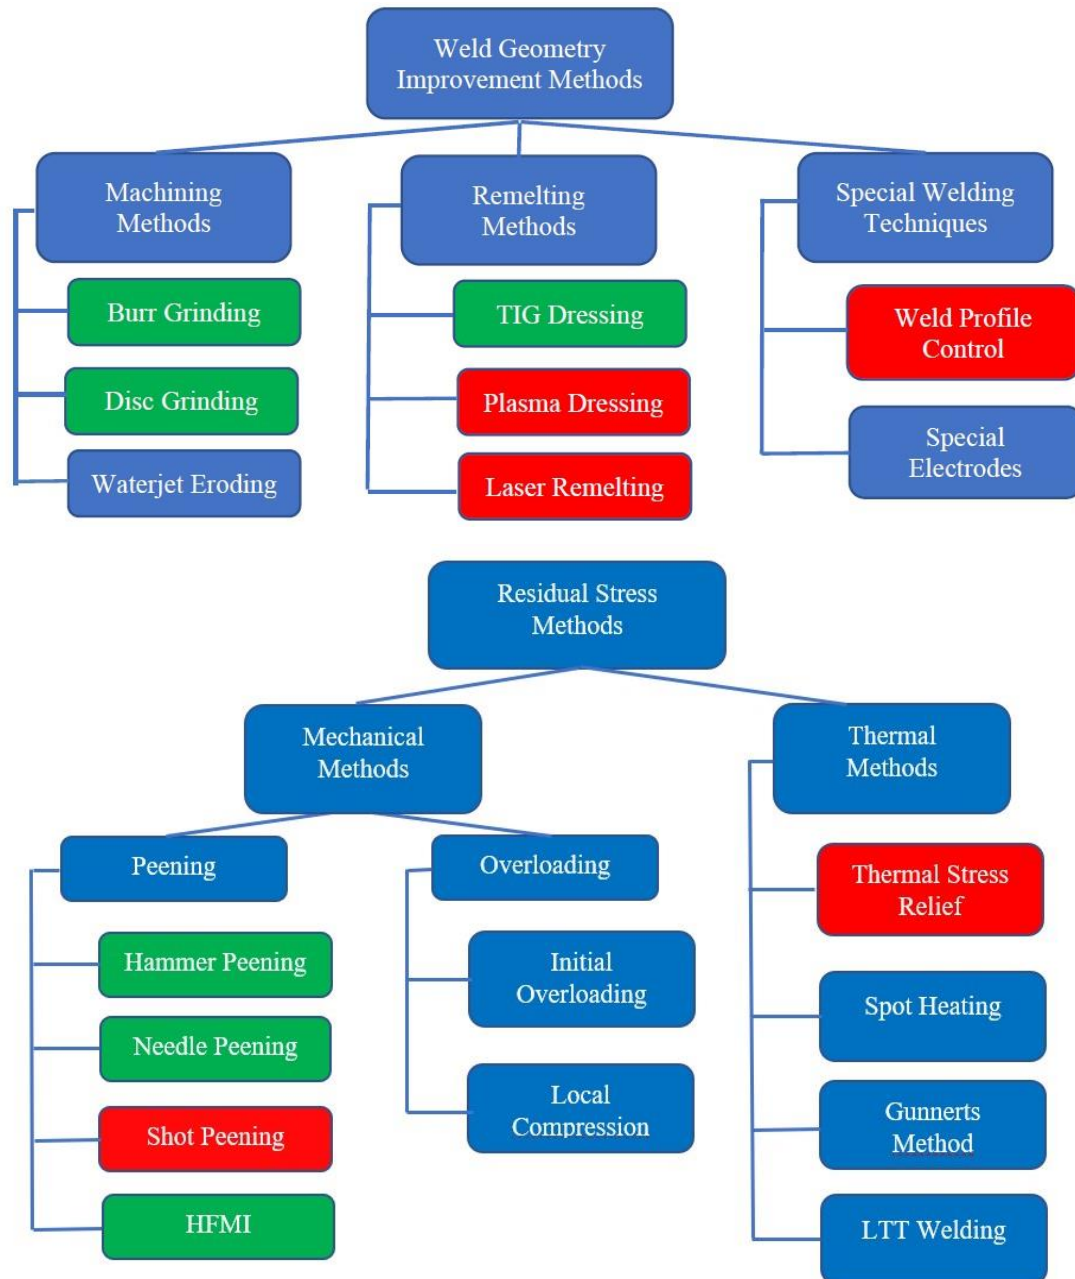 Weld Geometry
Improvement Methods
Machining
Methods
Remelting
Methods
Special Welding
Techniques
Burr Grinding
Disc Grinding
Waterjet Eroding
TIG Dressing
Plasma Dressing
Laser Remelting
Weld Profile
Control
Special
Electrodes
Residual Stress
Methods
Mechanical
Methods
Thermal
Methods
Peening
Overloading
Hammer Peening
Needle Peening
Shot Peening
HFMI
Initial
Overloading
Local
Compression
Thermal Stress
Relief
Spot Heating
Gunnerts
Method
LTT Welding